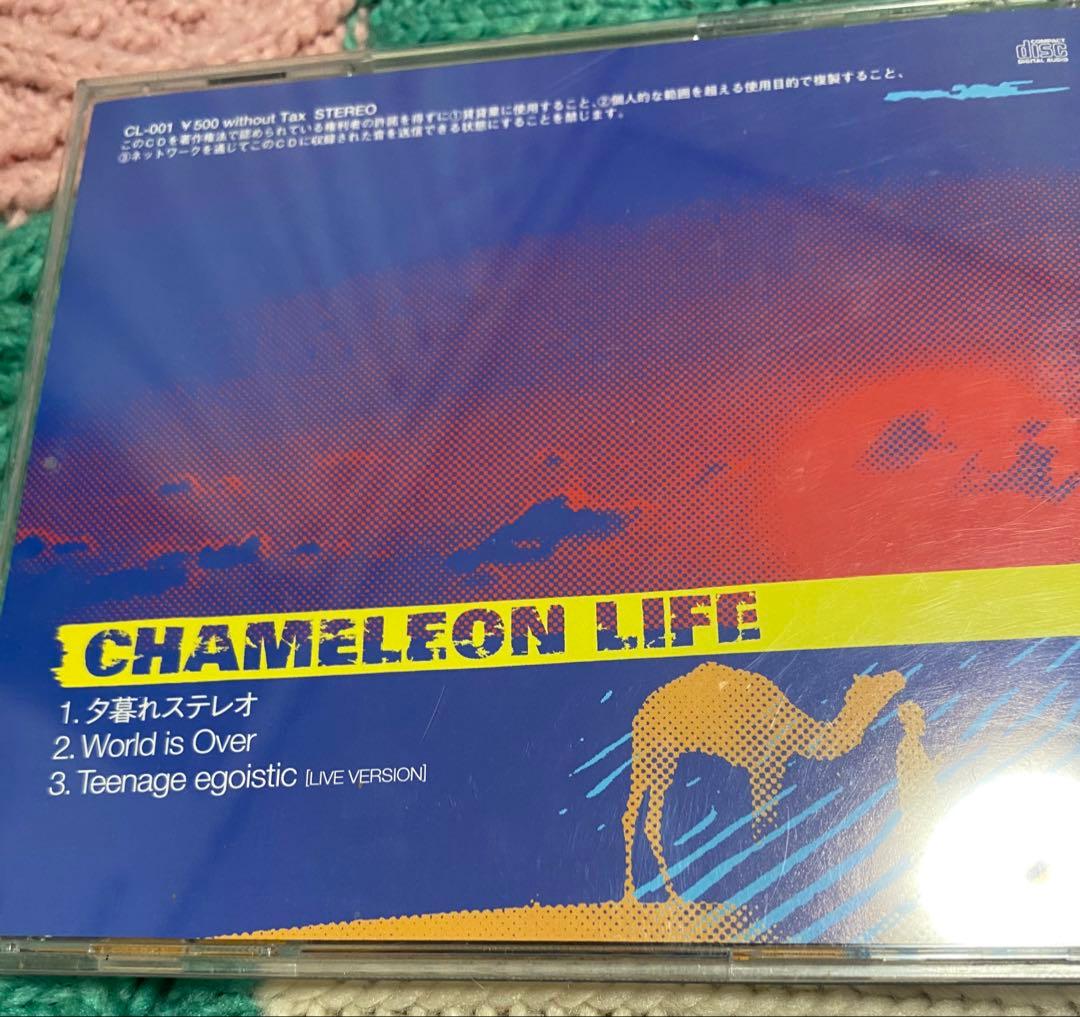 COMPACT
disc
DIGITAL AUDIO
CL-001 ¥500 without Tax STEREO
このCDを著作権法で認められている権利者の許諾を得ずに①賃貸業に使用すること、②個人的な範囲を超える使用目的で複製すること、
③ネットワークを通じてこのCDに収録された音を送信できる状態にすることを禁じます。
CHAMELEON LIFE
1. 夕暮れステレオ
2. World is Over
3. Teenage egoistic [LIVE VERSION]